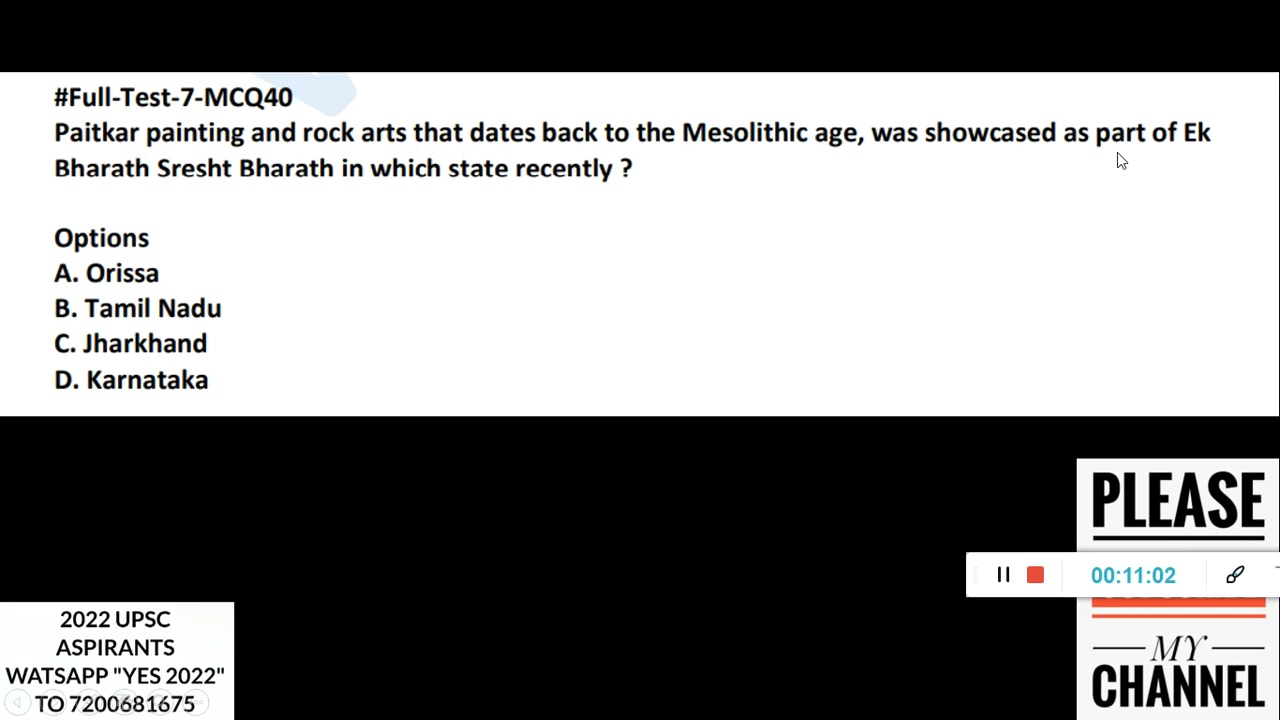 #Full-Test-7-MCQ40
Paitkar painting and rock arts that dates back to the Mesolithic age, was showcased as part of Ek
Bharath Sresht Bharath in which state recently ?
Options
A. Orissa
B. Tamil Nadu
C. Jharkhand
D. Karnataka
PLEASE
00:11:02
MY
CHANNEL
2022 UPSC
ASPIRANTS
WATSAPP "YES 2022"
TO 7200681675